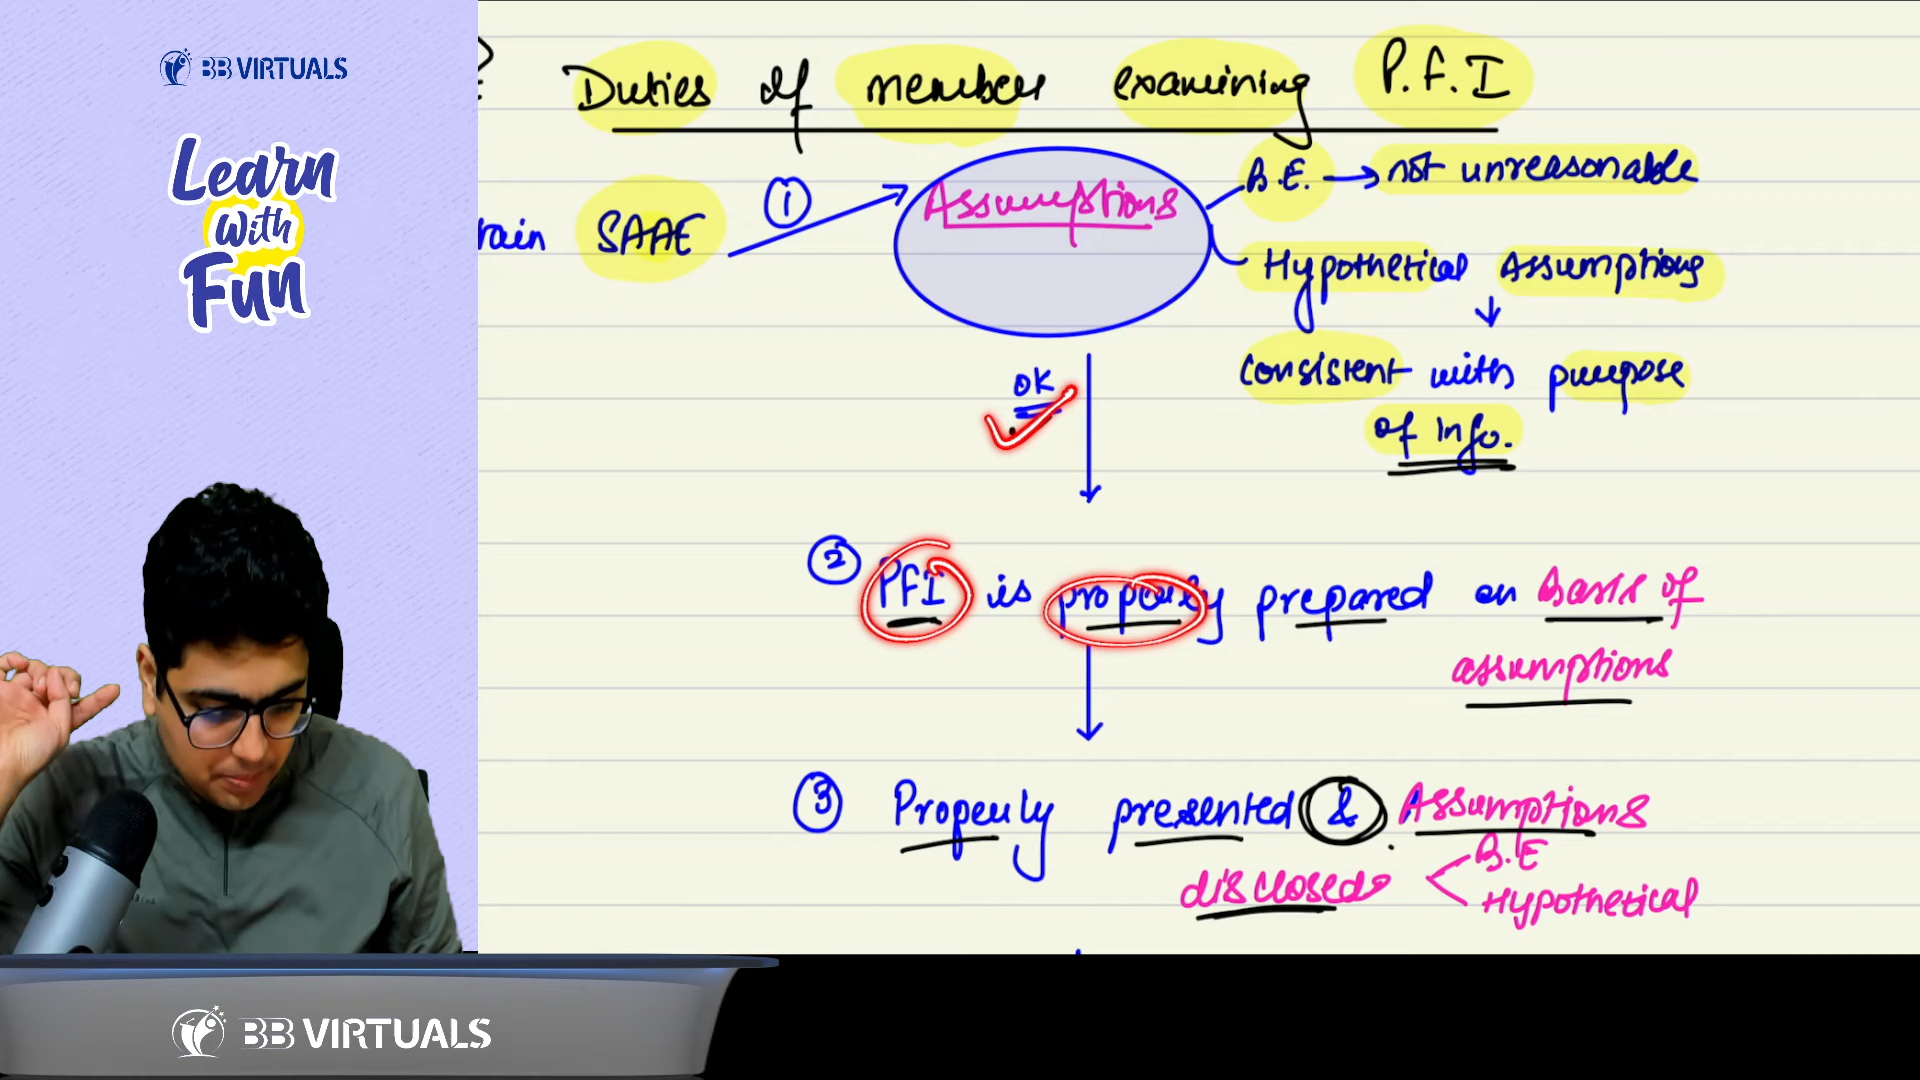 BB VIRTUALS
Learn
With
Fun
Duties of member examining P.F.I
SAAE
①
Assumptions
B.E. → not unreasonable
Hypothetical Assumptions
↓
consistent with purpose
of Info.
OK
② PFI is properly prepared on basis of
assumptions
③ Properly presented & Assumptions
disclosed
B.E
Hypothetical
BB VIRTUALS